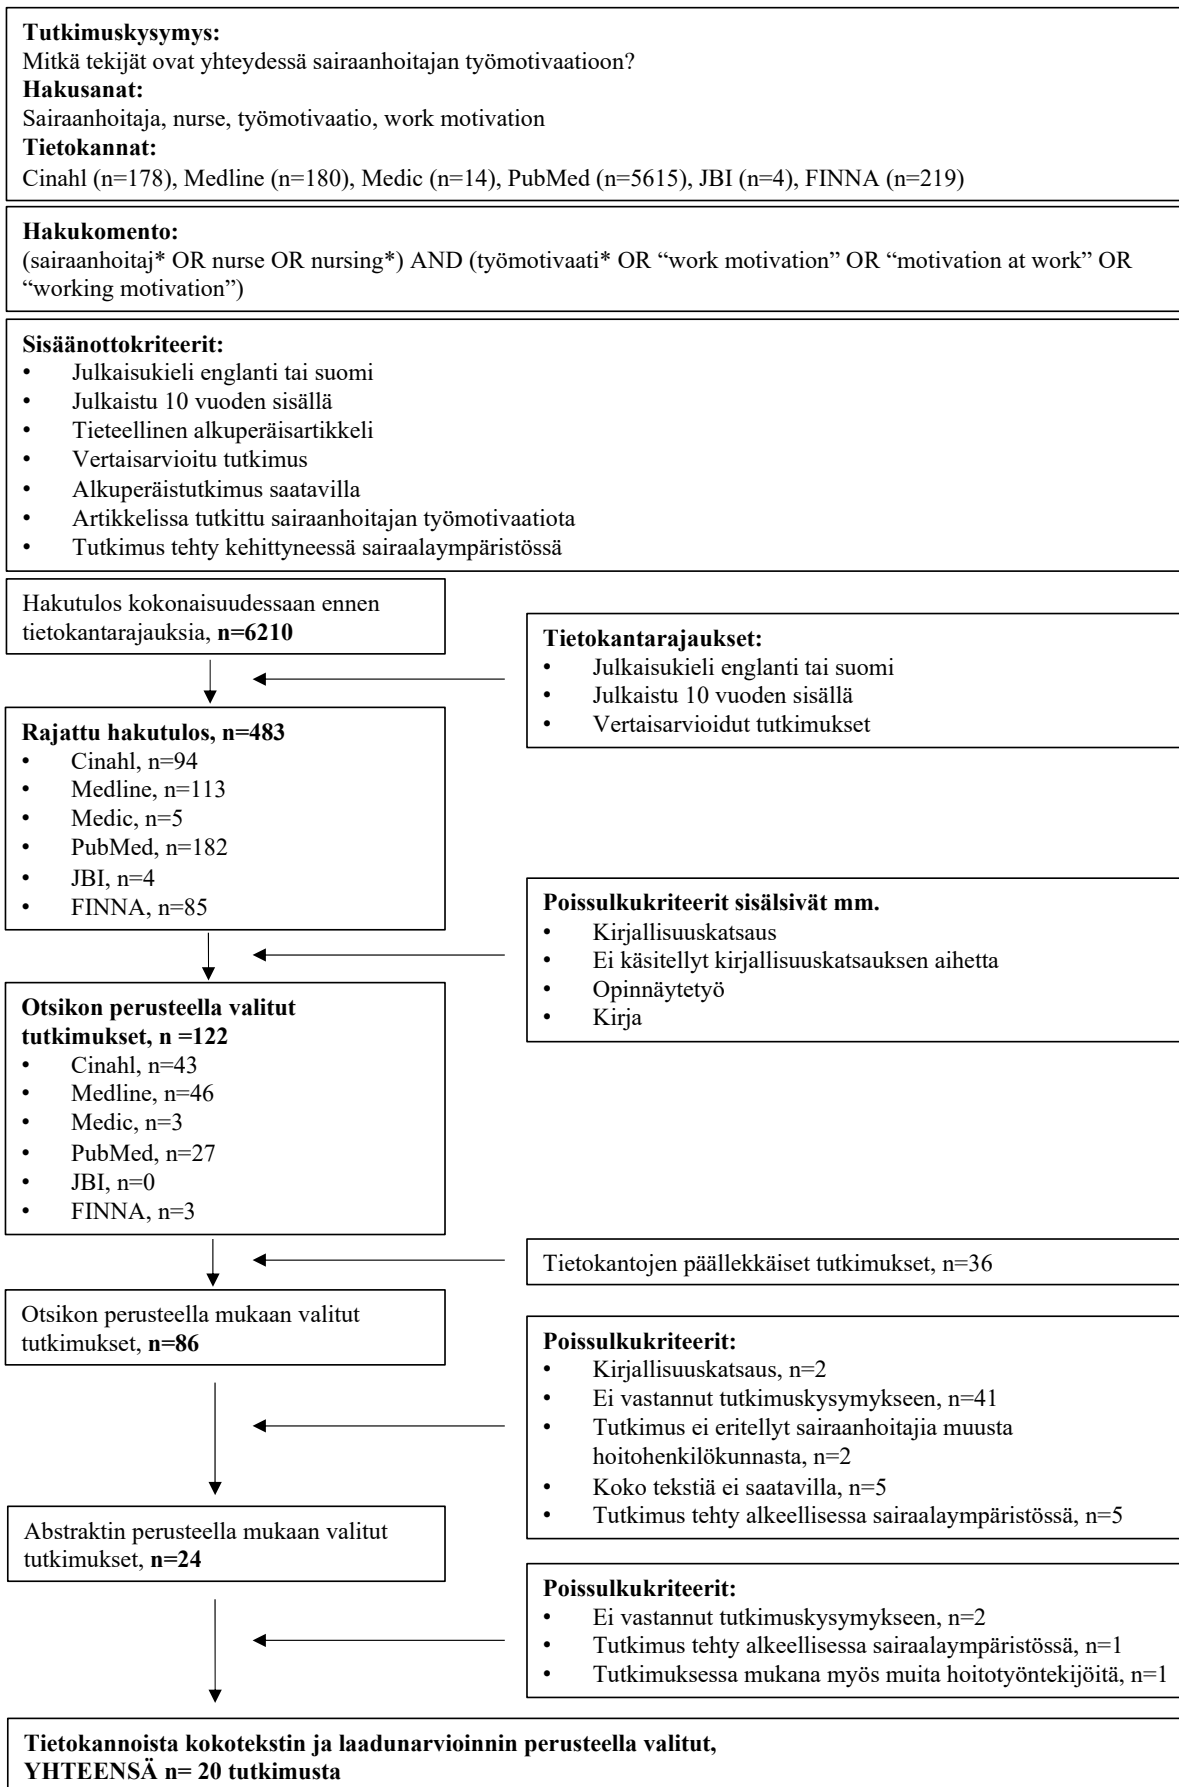 Tutkimuskysymys:
Mitkä tekijät ovat yhteydessä sairaanhoitajan työmotivaatioon?
Hakusanat:
Sairaanhoitaja, nurse, työmotivaatio, work motivation
Tietokannat:
Cinahl (n=178), Medline (n=180), Medic (n=14), PubMed (n=5615), JBI (n=4), FINNA (n=219)
Hakukomento:
(sairaanhoitaj* OR nurse OR nursing*) AND (työmotivaati* OR “work motivation” OR “motivation at work” OR
“working motivation”)
Sisäänottokriteerit:
• Julkaisukieli englanti tai suomi
• Julkaistu 10 vuoden sisällä
• Tieteellinen alkuperäisartikkeli
• Vertaisarvioitu tutkimus
• Alkuperäistutkimus saatavilla
• Artikkelissa tutkittu sairaanhoitajan työmotivaatiota
• Tutkimus tehty kehittyneessä sairaalaympäristössä
Hakutulos kokonaisuudessaan ennen
tietokantarajauksia, n=6210
Tietokantarajaukset:
• Julkaisukieli englanti tai suomi
• Julkaistu 10 vuoden sisällä
• Vertaisarvioidut tutkimukset
Rajattu hakutulos, n=483
• Cinahl, n=94
• Medline, n=113
• Medic, n=5
• PubMed, n=182
• JBI, n=4
• FINNA, n=85
Poissulkukriteerit sisälsivät mm.
• Kirjallisuuskatsaus
• Ei käsitellyt kirjallisuuskatsauksen aihetta
• Opinnäytetyö
• Kirja
Otsikon perusteella valitut
tutkimukset, n =122
• Cinahl, n=43
• Medline, n=46
• Medic, n=3
• PubMed, n=27
• JBI, n=0
• FINNA, n=3
Tietokantojen päällekkäiset tutkimukset, n=36
Otsikon perusteella mukaan valitut
tutkimukset, n=86
Poissulkukriteerit:
• Kirjallisuuskatsaus, n=2
• Ei vastannut tutkimuskysymykseen, n=41
• Tutkimus ei eritellyt sairaanhoitajia muusta
hoitohenkilökunnasta, n=2
• Koko tekstiä ei saatavilla, n=5
• Tutkimus tehty alkeellisessa sairaalaympäristössä, n=5
Abstraktin perusteella mukaan valitut
tutkimukset, n=24
Poissulkukriteerit:
• Ei vastannut tutkimuskysymykseen, n=2
• Tutkimus tehty alkeellisessa sairaalaympäristössä, n=1
• Tutkimuksessa mukana myös muita hoitotyöntekijöitä, n=1
Tietokannoista kokotekstin ja laadunarvioinnin perusteella valitut,
YHTEENSÄ n= 20 tutkimusta